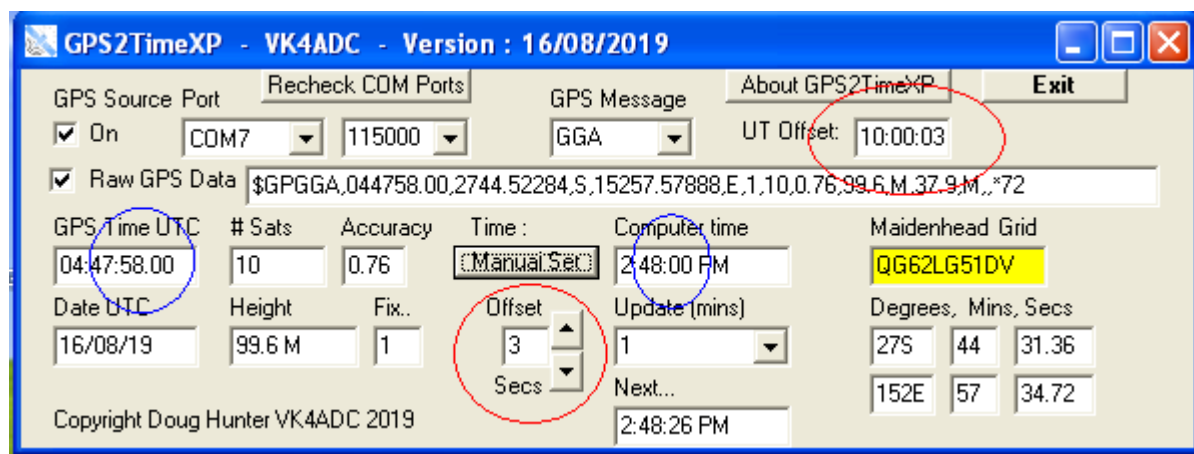 GPS2TimeXP - VK4ADC - Version : 16/08/2019
GPS Source Port Recheck COM Ports GPS Message About GPS2TimeXP Exit
On COM7 115000 GGA UT Offset: 10:00:03
Raw GPS Data $GPGGA,044758.00,2744.52284,S,15257.57888,E,1,10,0.76,99.6,M,37.9,M,,*72
GPS Time UTC # Sats Accuracy Time : Computer time Maidenhead Grid
04:47:58.00 10 0.76 Manual Set 2:48:00 PM QG62LG51DV
Date UTC Height Fix.. Offset Update (mins) Degrees, Mins, Secs
16/08/19 99.6 M 1 3 1 27S 44 31.36
Secs Next... 152E 57 34.72
Copyright Doug Hunter VK4ADC 2019 2:48:26 PM